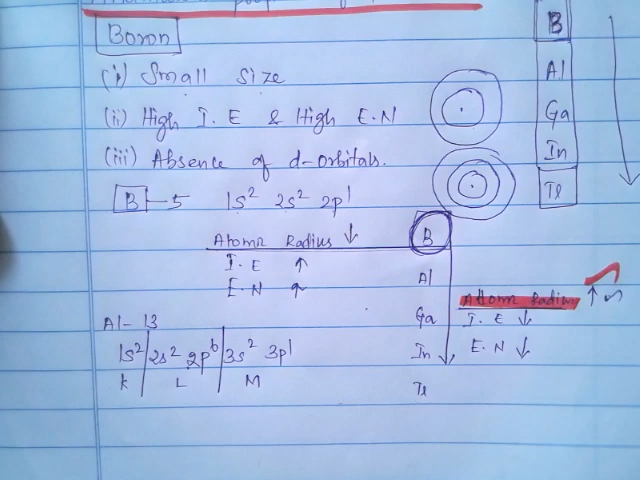 Boron
(i) Small Size
(ii) High I.E & High E.N
(iii) Absence of d-orbitals.
B - 5 1s² 2s² 2p¹
B
Al
Ga
In
Tl
Atomic Radius ↓
I.E ↑
E.N ↑
B
Al
Ga
In
Tl
Atomic Radius ↑
I.E ↓
E.N ↓
Al- 13
1s² 2s² 2p⁶ 3s² 3p¹
K L M